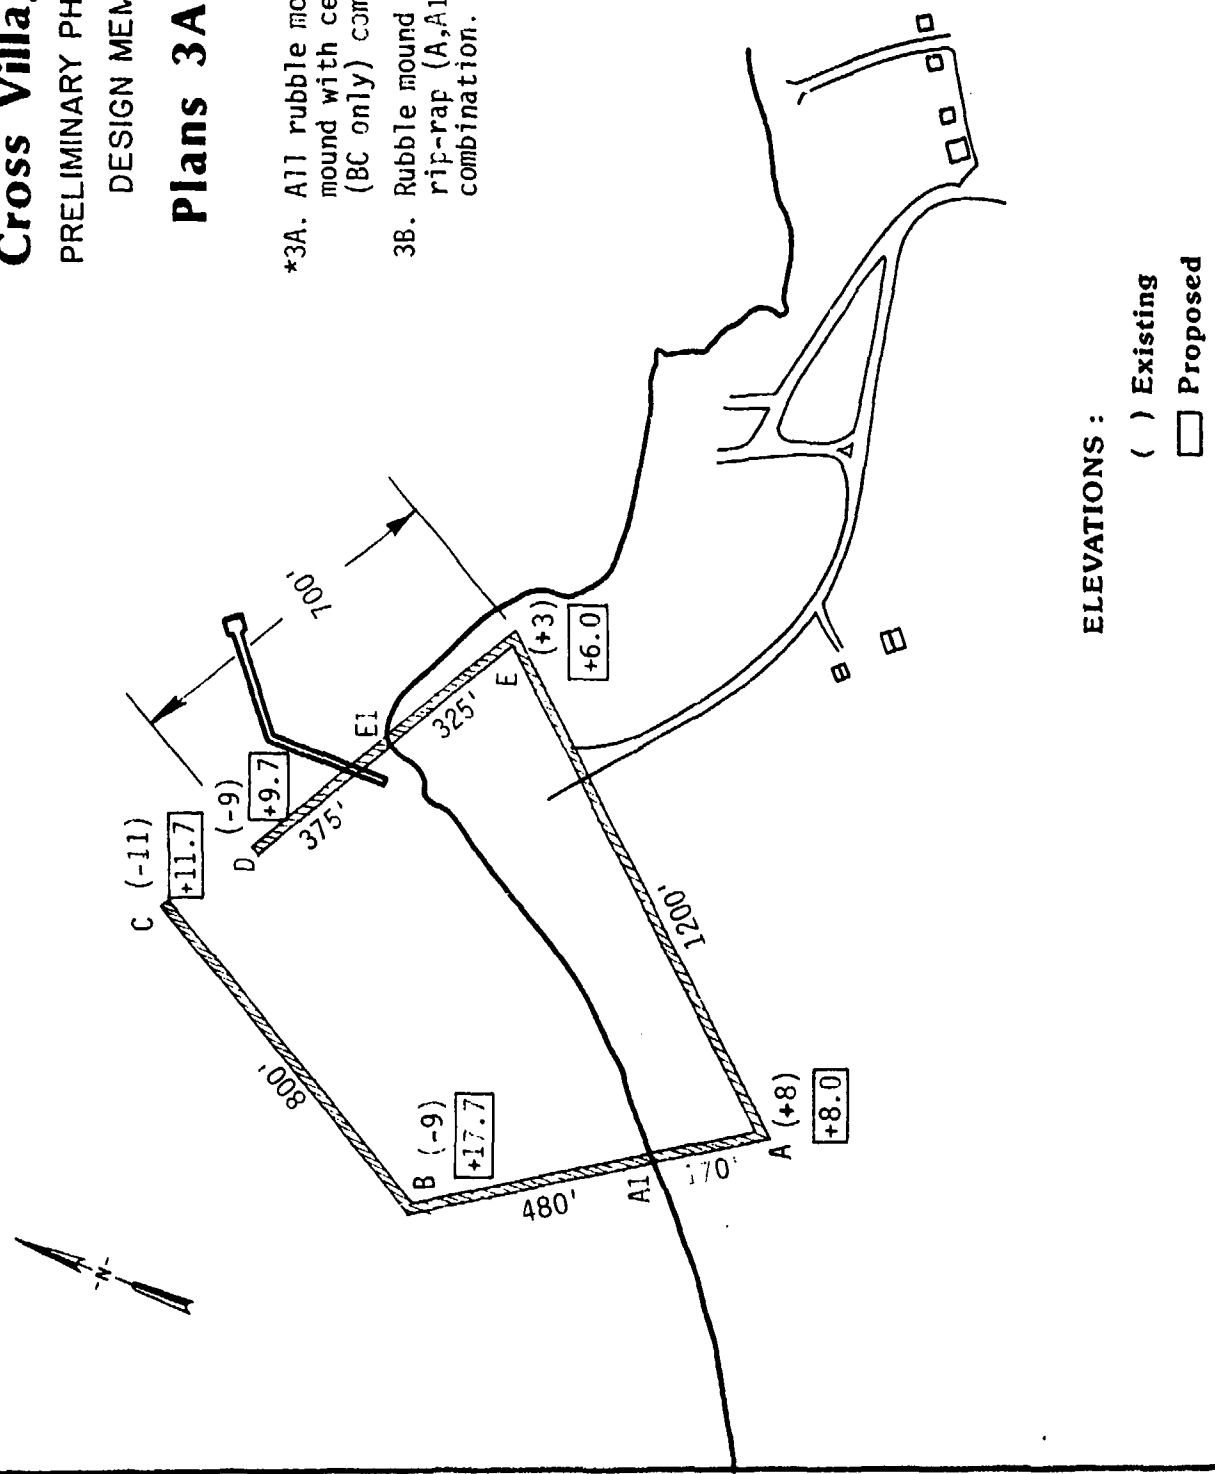 Cross Villa
PRELIMINARY PH
DESIGN MEM
Plans 3A
*3A. All rubble mo
mound with ce
(BC only) com
3B. Rubble mound
rip-rap (A,A1
combination.
-N-
C (-11)
+11.7
D (-9)
+9.7
700'
375'
E1
325'
E (+3)
+6.0
800'
B (-9)
+17.7
480'
A1
170'
A (+8)
+8.0
1200'
ELEVATIONS :
( ) Existing
Proposed